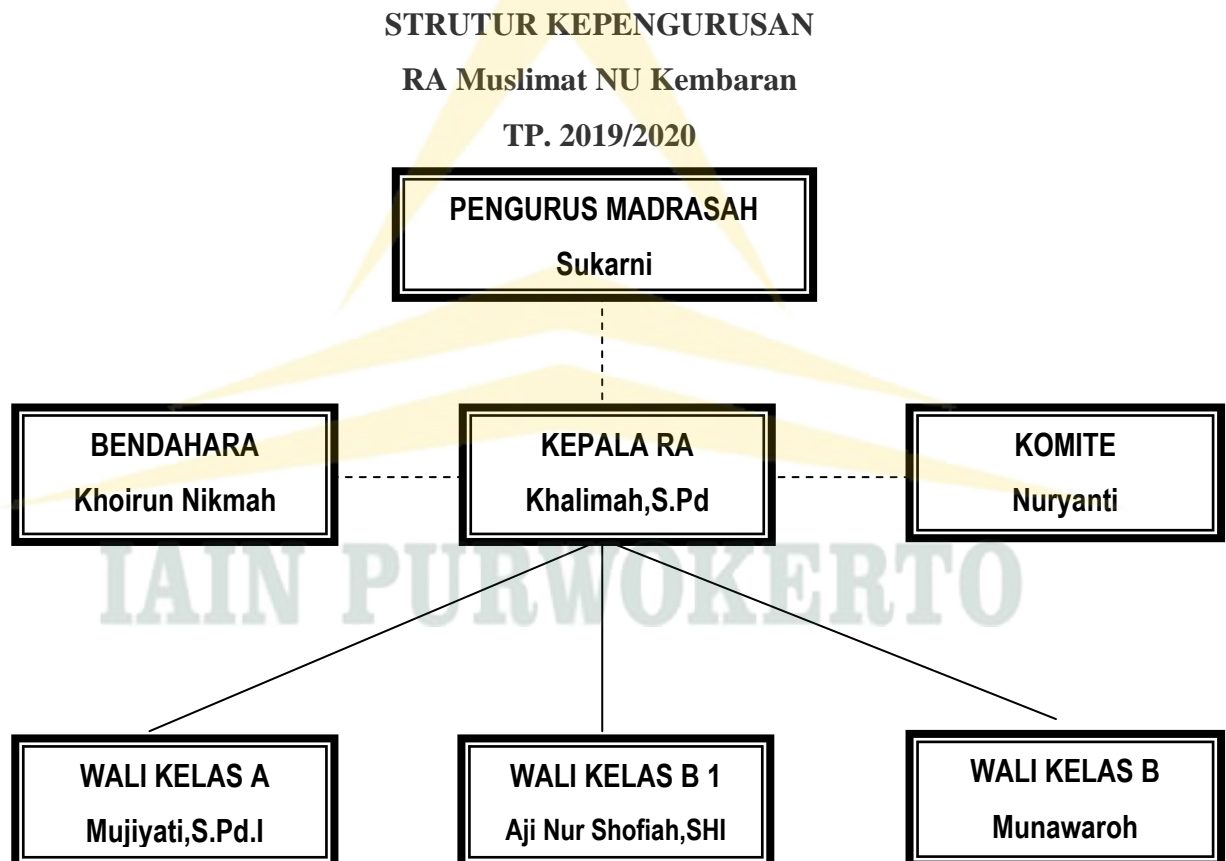 STRUTUR KEPENGURUSAN
RA Muslimat NU Kembaran
TP. 2019/2020
PENGURUS MADRASAH
Sukarni
BENDAHARA
Khoirun Nikmah
KEPALA RA
Khalimah,S.Pd
KOMITE
Nuryanti
IAIN PURWOKERTO
WALI KELAS A
Mujiyati,S.Pd.I
WALI KELAS B 1
Aji Nur Shofiah,SHI
WALI KELAS B
Munawaroh